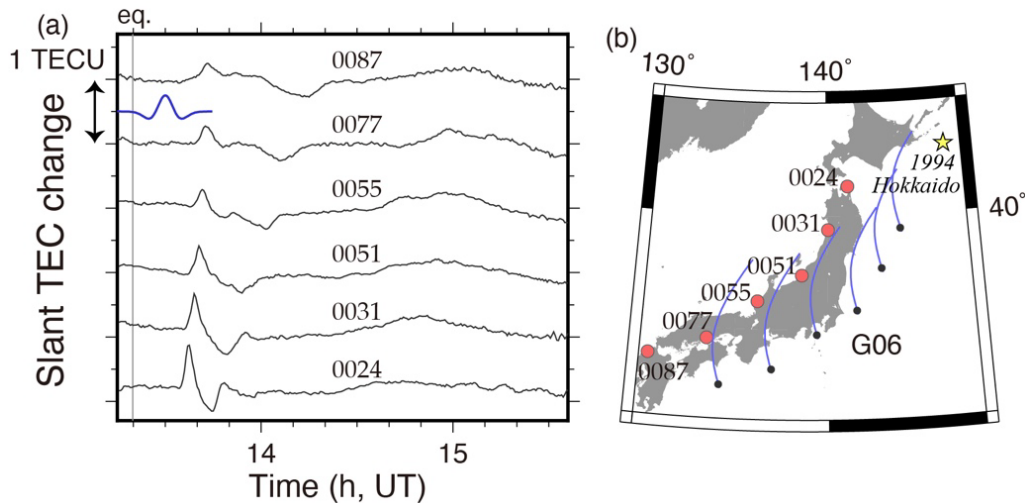 (a)
eq.
1 TECU
Slant TEC change
0087
0077
0055
0051
0031
0024
14
15
Time (h, UT)
(b)
130°
140°
40°
1994
Hokkaido
0024
0031
0051
0055
0077
0087
G06